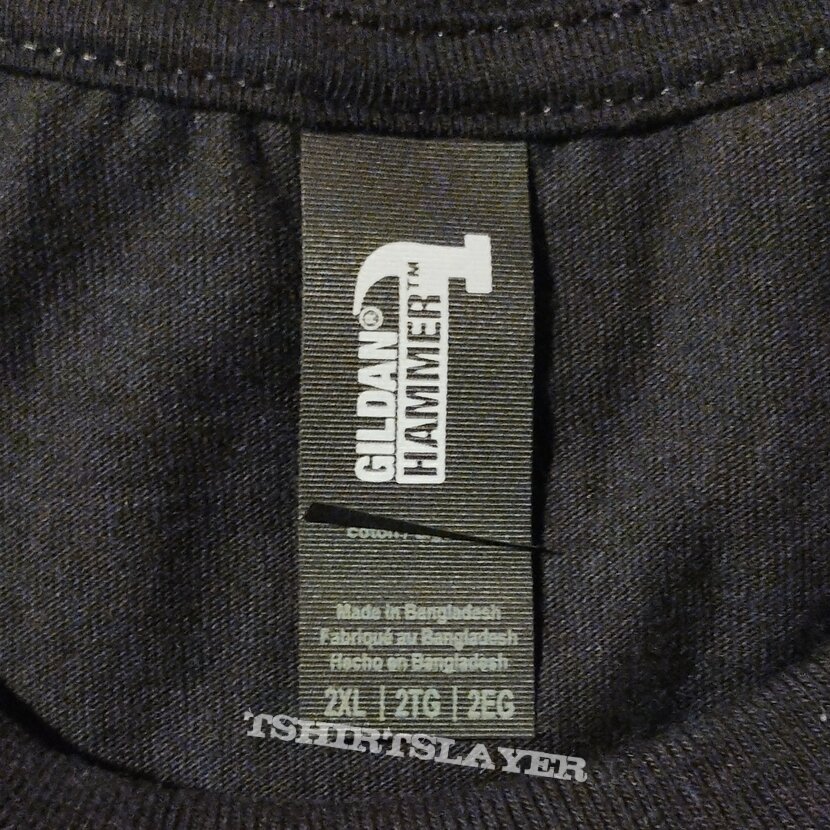 GILDAN®
HAMMER™
Made in Bangladesh
Fabriqué au Bangladesh
Hecho en Bangladesh
2XL | 2TG | 2EG
TSHIRTSLAYER